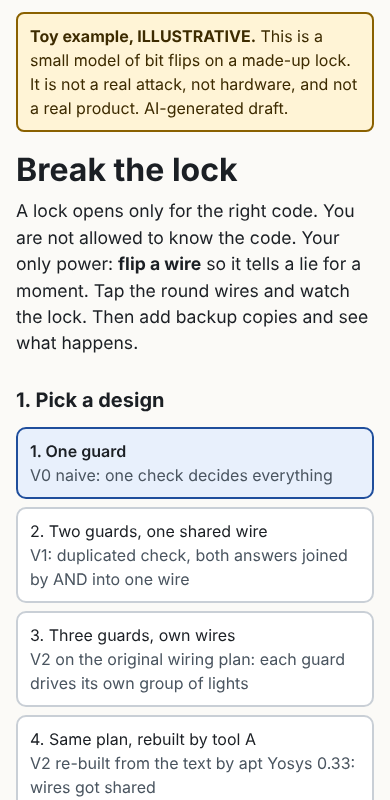 Toy example, ILLUSTRATIVE. This is a
small model of bit flips on a made-up lock.
It is not a real attack, not hardware, and not
a real product. AI-generated draft.
Break the lock
A lock opens only for the right code. You
are not allowed to know the code. Your
only power: flip a wire so it tells a lie for a
moment. Tap the round wires and watch
the lock. Then add backup copies and see
what happens.
1. Pick a design
1. One guard
V0 naive: one check decides everything
2. Two guards, one shared wire
V1: duplicated check, both answers joined
by AND into one wire
3. Three guards, own wires
V2 on the original wiring plan: each guard
drives its own group of lights
4. Same plan, rebuilt by tool A
V2 re-built from the text by apt Yosys 0.33:
wires got shared